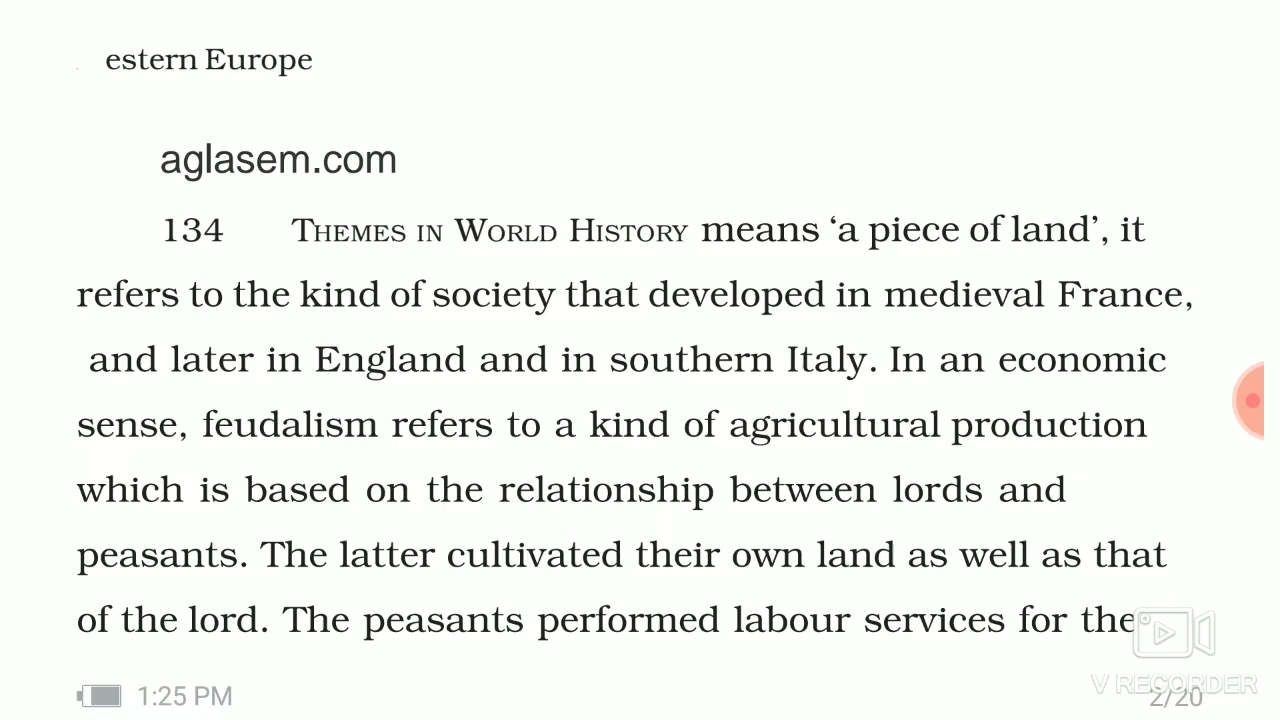 estern Europe
aglasem.com
134 THEMES IN WORLD HISTORY means ‘a piece of land’, it
refers to the kind of society that developed in medieval France,
and later in England and in southern Italy. In an economic
sense, feudalism refers to a kind of agricultural production
which is based on the relationship between lords and
peasants. The latter cultivated their own land as well as that
of the lord. The peasants performed labour services for the
V RECORDER
1:25 PM
2/20